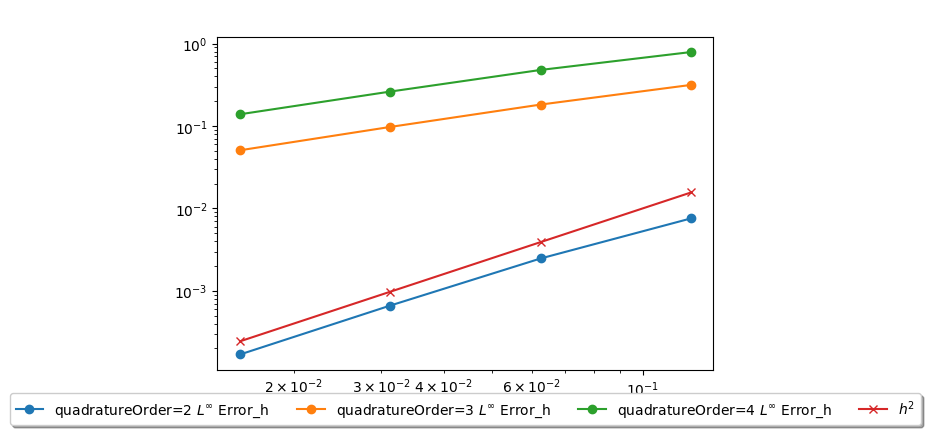 10⁰
10⁻¹
10⁻²
10⁻³
2 × 10⁻² 3 × 10⁻² 4 × 10⁻² 6 × 10⁻² 10⁻¹
quadratureOrder=2 L∞ Error_h quadratureOrder=3 L∞ Error_h quadratureOrder=4 L∞ Error_h h²